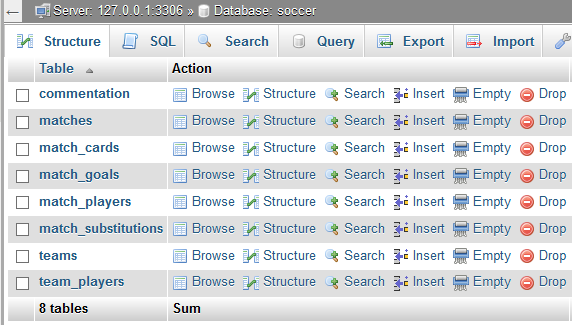 Server: 127.0.0.1:3306 » Database: soccer
Structure SQL Search Query Export Import
Table Action
commentation Browse Structure Search Insert Empty Drop
matches Browse Structure Search Insert Empty Drop
match_cards Browse Structure Search Insert Empty Drop
match_goals Browse Structure Search Insert Empty Drop
match_players Browse Structure Search Insert Empty Drop
match_substitutions Browse Structure Search Insert Empty Drop
teams Browse Structure Search Insert Empty Drop
team_players Browse Structure Search Insert Empty Drop
8 tables Sum